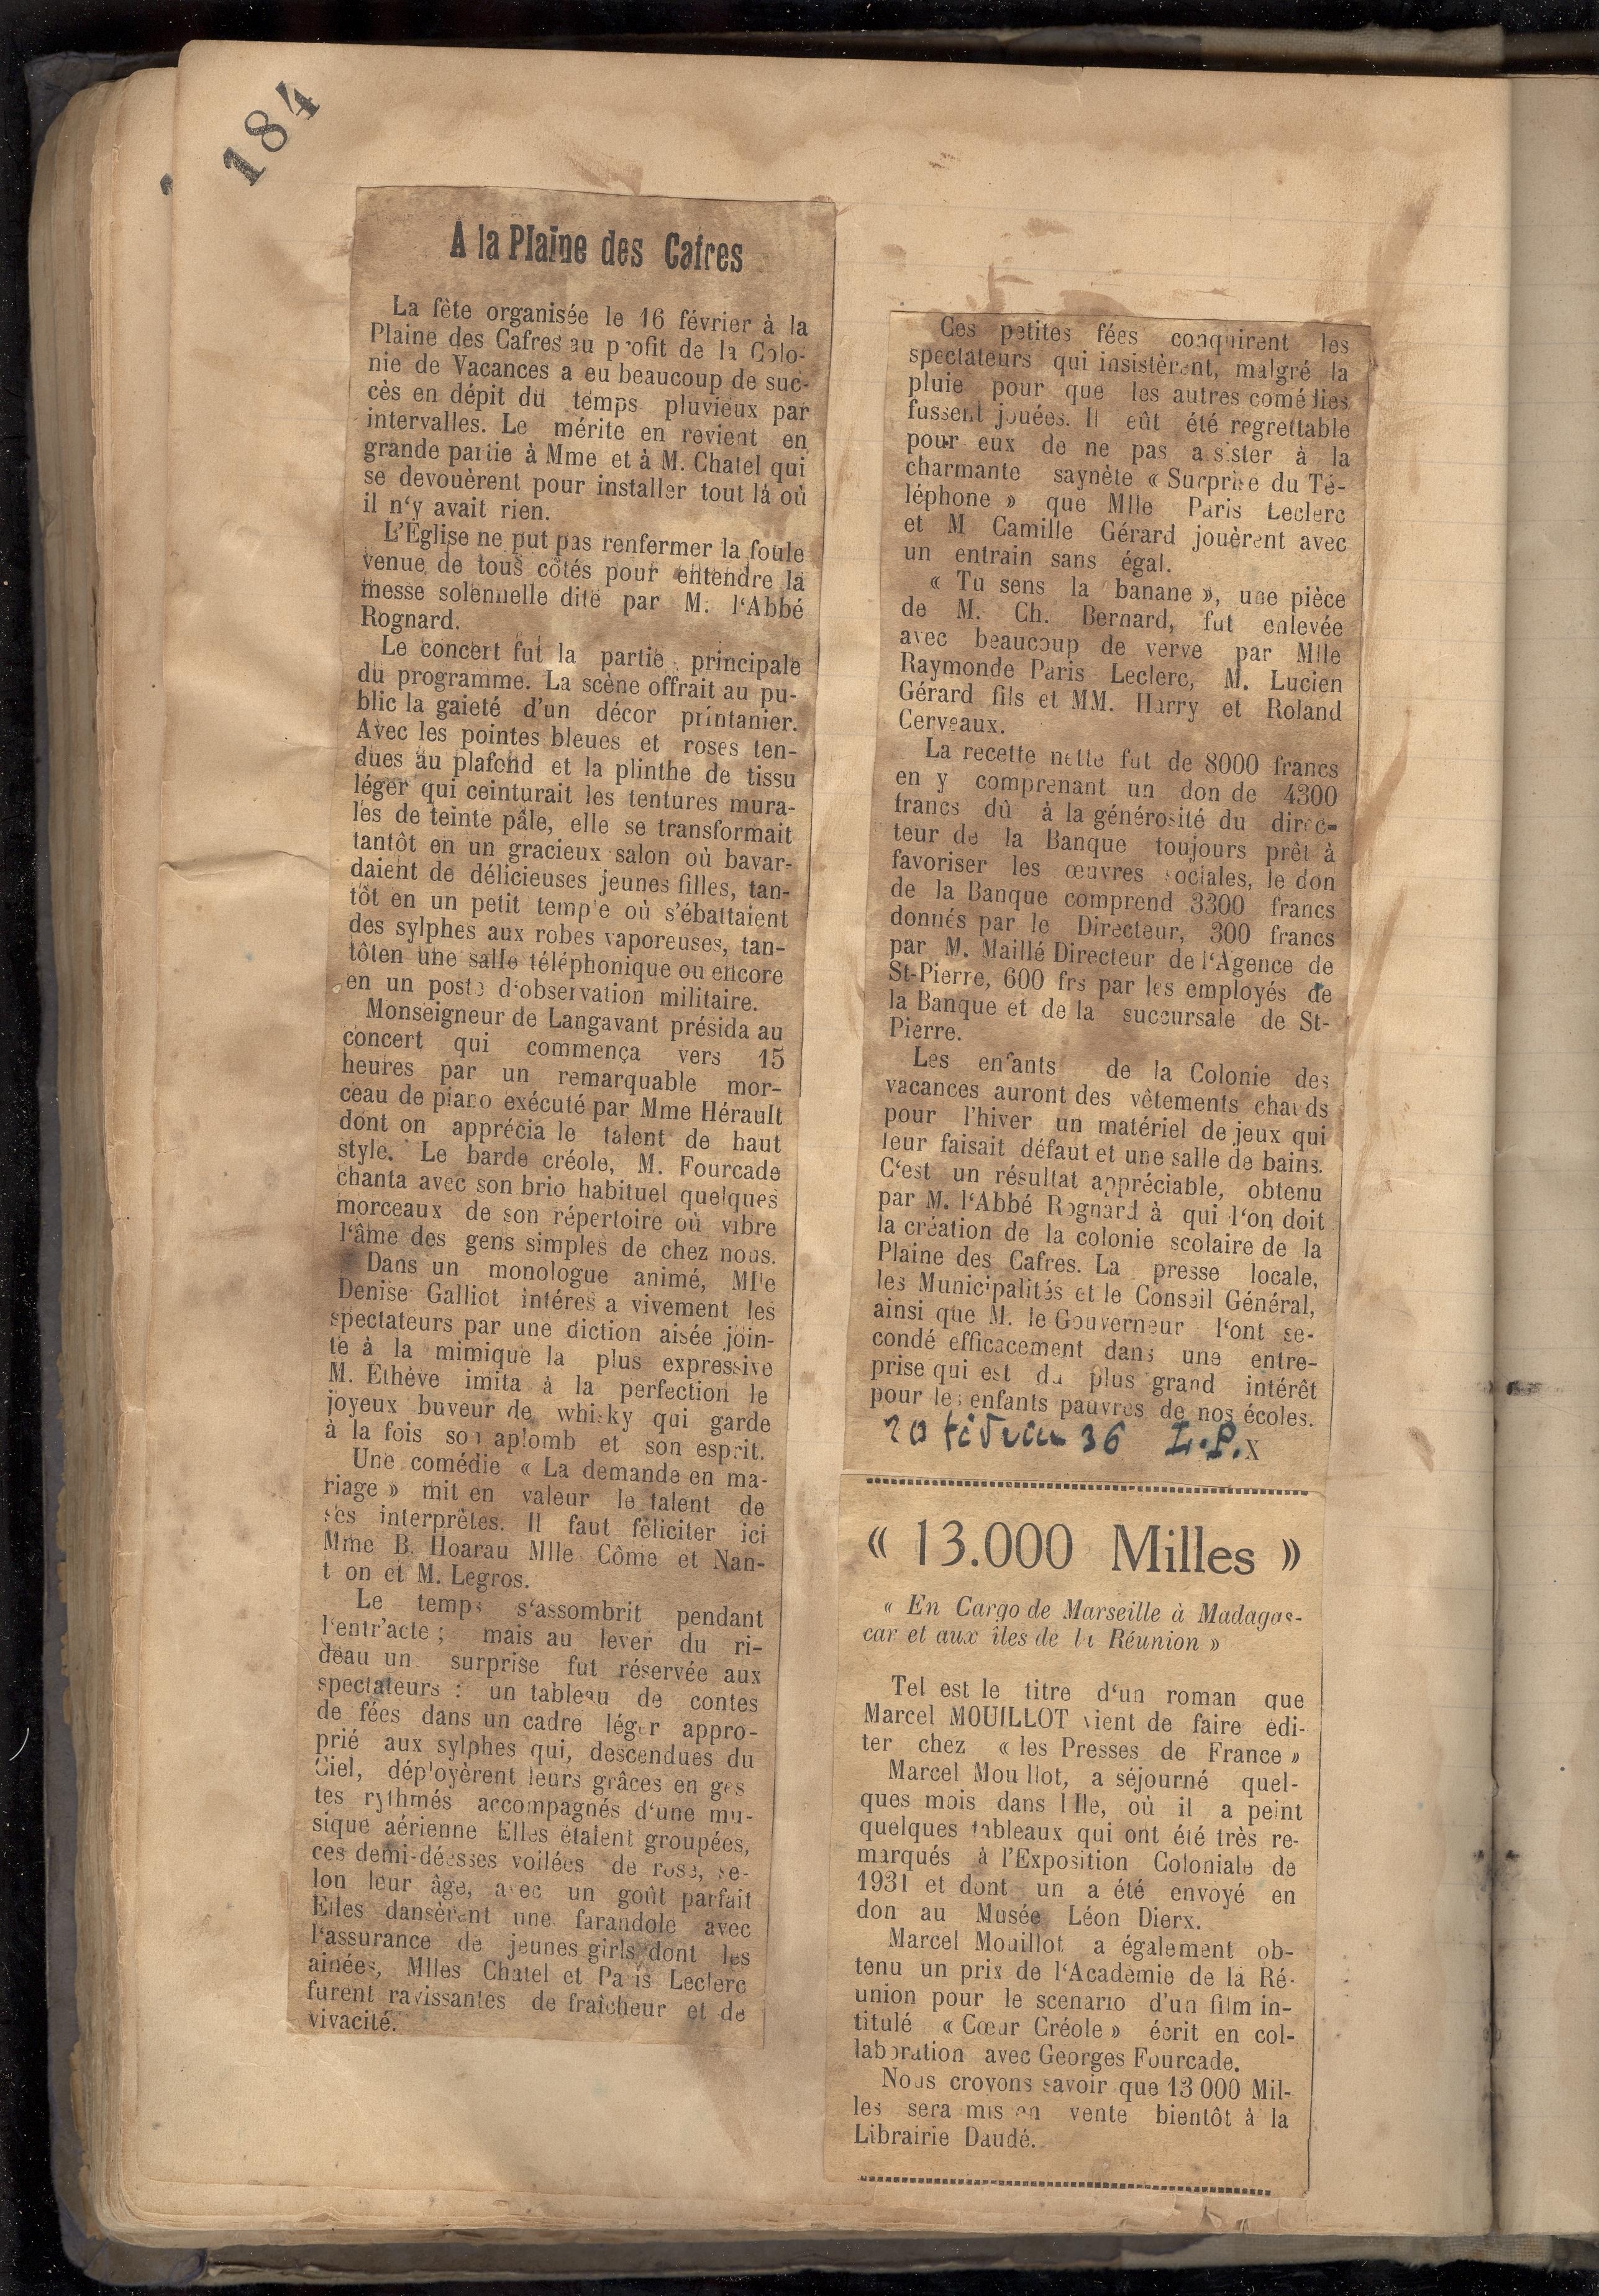 184
A la Plaine des Cafres
La fête organisée le 16 février à la
Plaine des Cafres au profit de la Colo-
nie de Vacances a eu beaucoup de suc-
cès en dépit du temps pluvieux par
intervalles. Le mérite en revient en
grande partie à Mme et à M. Chatel qui
se devouèrent pour installer tout là où
il n'y avait rien.
L'Eglise ne put pas renfermer la foule
venue de tous côtés pour entendre la
messe solennelle dite par M. l'Abbé
Rognard.
Le concert fut la partie principale
du programme. La scène offrait au pu-
blic la gaieté d'un décor printanier.
Avec les pointes bleues et roses ten-
dues au plafond et la plinthe de tissu
léger qui ceinturait les tentures mura-
les de teinte pâle, elle se transformait
tantôt en un gracieux salon où bavar-
daient de délicieuses jeunes filles, tan-
tôt en un petit temple où s'ébattaient
des sylphes aux robes vaporeuses, tan-
tôten une salle téléphonique ou encore
en un poste d'observation militaire.
Monseigneur de Langavant présida au
concert qui commença vers 15
heures par un remarquable mor-
ceau de piano exécuté par Mme Hérault
dont on apprécia le talent de haut
style. Le barde créole, M. Fourcade
chanta avec son brio habituel quelques
morceaux de son répertoire où vibre
l'âme des gens simples de chez nous.
Dans un monologue animé, Mlle
Denise Galliot intéressa vivement les
spectateurs par une diction aisée join-
te à la mimique la plus expressive
M. Ethève imita à la perfection le
joyeux buveur de whisky qui garde
à la fois son aplomb et son esprit.
Une comédie « La demande en ma-
riage » mit en valeur le talent de
ses interprètes. Il faut féliciter ici
Mme B. Hoarau Mlle Côme et Nan-
t on et M. Legros.
Le temps s'assombrit pendant
l'entr'acte ; mais au lever du ri-
deau un surprise fut réservée aux
spectateurs : un tableau de contes
de fées dans un cadre léger appro-
prié aux sylphes qui, descendues du
Ciel, déployèrent leurs grâces en ges
tes rythmés accompagnés d'une mu-
sique aérienne Elles étaient groupées,
ces demi-déesses voilées de rose, se-
lon leur âge, avec un goût parfait
Elles dansèrent une farandole avec
l'assurance de jeunes girls dont les
ainées, Mlles Chatel et Paris Leclerc
furent ravissantes de fraîcheur et de
vivacité.
Ces petites fées conquirent les
spectateurs qui insistèrent, malgré la
pluie pour que les autres comédies
fussent jouées. Il eût été regrettable
pour eux de ne pas assister à la
charmante saynète « Surprise du Té-
léphone » que Mlle Paris Leclerc
et M Camille Gérard jouèrent avec
un entrain sans égal.
« Tu sens la banane », une pièce
de M. Ch. Bernard, fut enlevée
avec beaucoup de verve par Mlle
Raymonde Paris Leclerc, M. Lucien
Gérard fils et MM. Harry et Roland
Cerveaux.
La recette nette fut de 8000 francs
en y comprenant un don de 4300
francs dû à la générosité du direc-
teur de la Banque toujours prêt à
favoriser les œuvres sociales, le don
de la Banque comprend 3300 francs
donnés par le Directeur, 300 francs
par M. Maillé Directeur de l'Agence de
St-Pierre, 600 frs par les employés de
la Banque et de la succursale de St-
Pierre.
Les enfants de la Colonie des
vacances auront des vêtements chauds
pour l'hiver un matériel de jeux qui
leur faisait défaut et une salle de bains.
C'est un résultat appréciable, obtenu
par M. l'Abbé Rognard à qui l'on doit
la création de la colonie scolaire de la
Plaine des Cafres. La presse locale,
les Municipalités et le Conseil Général,
ainsi que M. le Gouverneur l'ont se-
condé efficacement dans une entre-
prise qui est du plus grand intérêt
pour les enfants pauvres de nos écoles.
20 février 36 L.P. X
« 13.000 Milles »
« En Cargo de Marseille à Madagas-
car et aux îles de la Réunion »
Tel est le titre d'un roman que
Marcel MOUILLOT vient de faire édi-
ter chez « les Presses de France »
Marcel Mouillot, a séjourné quel-
ques mois dans l'Ile, où il a peint
quelques tableaux qui ont été très re-
marqués à l'Exposition Coloniale de
1931 et dont un a été envoyé en
don au Musée Léon Dierx.
Marcel Mouillot a également ob-
tenu un prix de l'Académie de la Ré-
union pour le scenario d'un film in-
titulé « Cœur Créole » écrit en col-
laboration avec Georges Fourcade.
Nous croyons savoir que 13 000 Mil-
les sera mis en vente bientôt à la
Librairie Daudé.